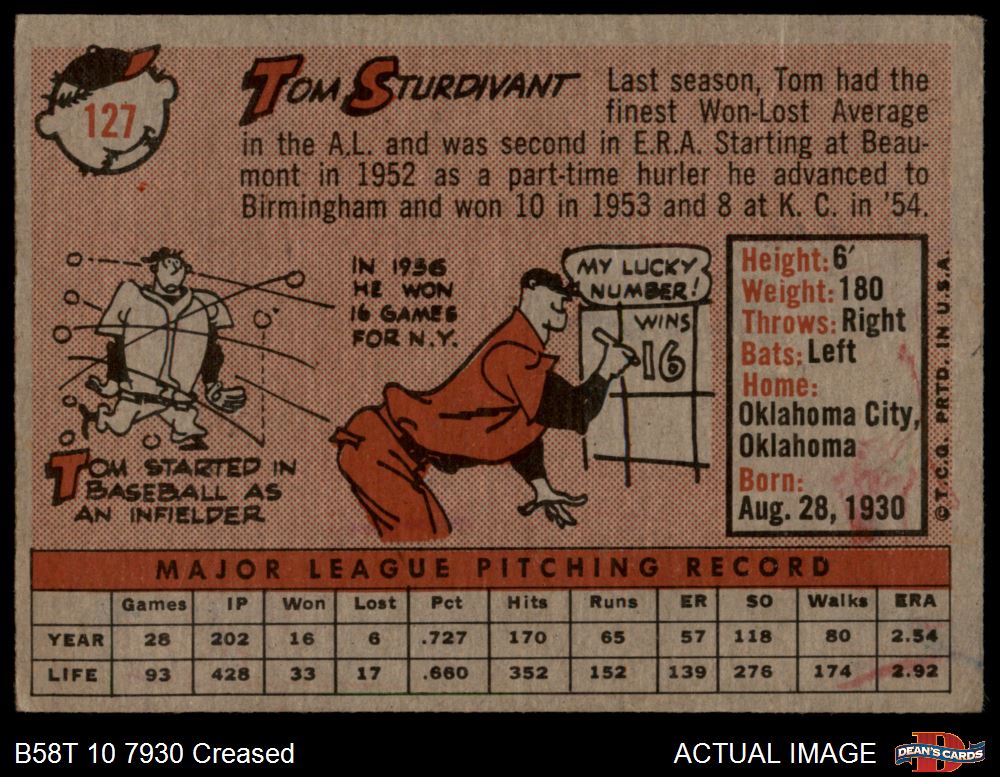 127
TOM STURDIVANT
Last season, Tom had the
finest Won-Lost Average
in the A.L. and was second in E.R.A. Starting at Beau-
mont in 1952 as a part-time hurler he advanced to
Birmingham and won 10 in 1953 and 8 at K. C. in '54.
TOM STARTED IN
BASEBALL AS
AN INFIELDER
IN 1956
HE WON
16 GAMES
FOR N.Y.
MY LUCKY
NUMBER!
WINS
16
Height: 6'
Weight: 180
Throws: Right
Bats: Left
Home:
Oklahoma City,
Oklahoma
Born:
Aug. 28, 1930
© T.C.G. PRTD. IN U.S.A.
MAJOR LEAGUE PITCHING RECORD
Games IP Won Lost Pct Hits Runs ER SO Walks ERA
YEAR 28 202 16 6 .727 170 65 57 118 80 2.54
LIFE 93 428 33 17 .660 352 152 139 276 174 2.92
B58T 10 7930 Creased
ACTUAL IMAGE
DEAN'S CARDS